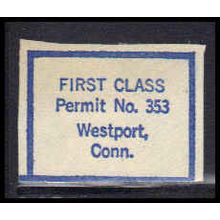 FIRST CLASS
Permit No. 353
Westport,
Conn.